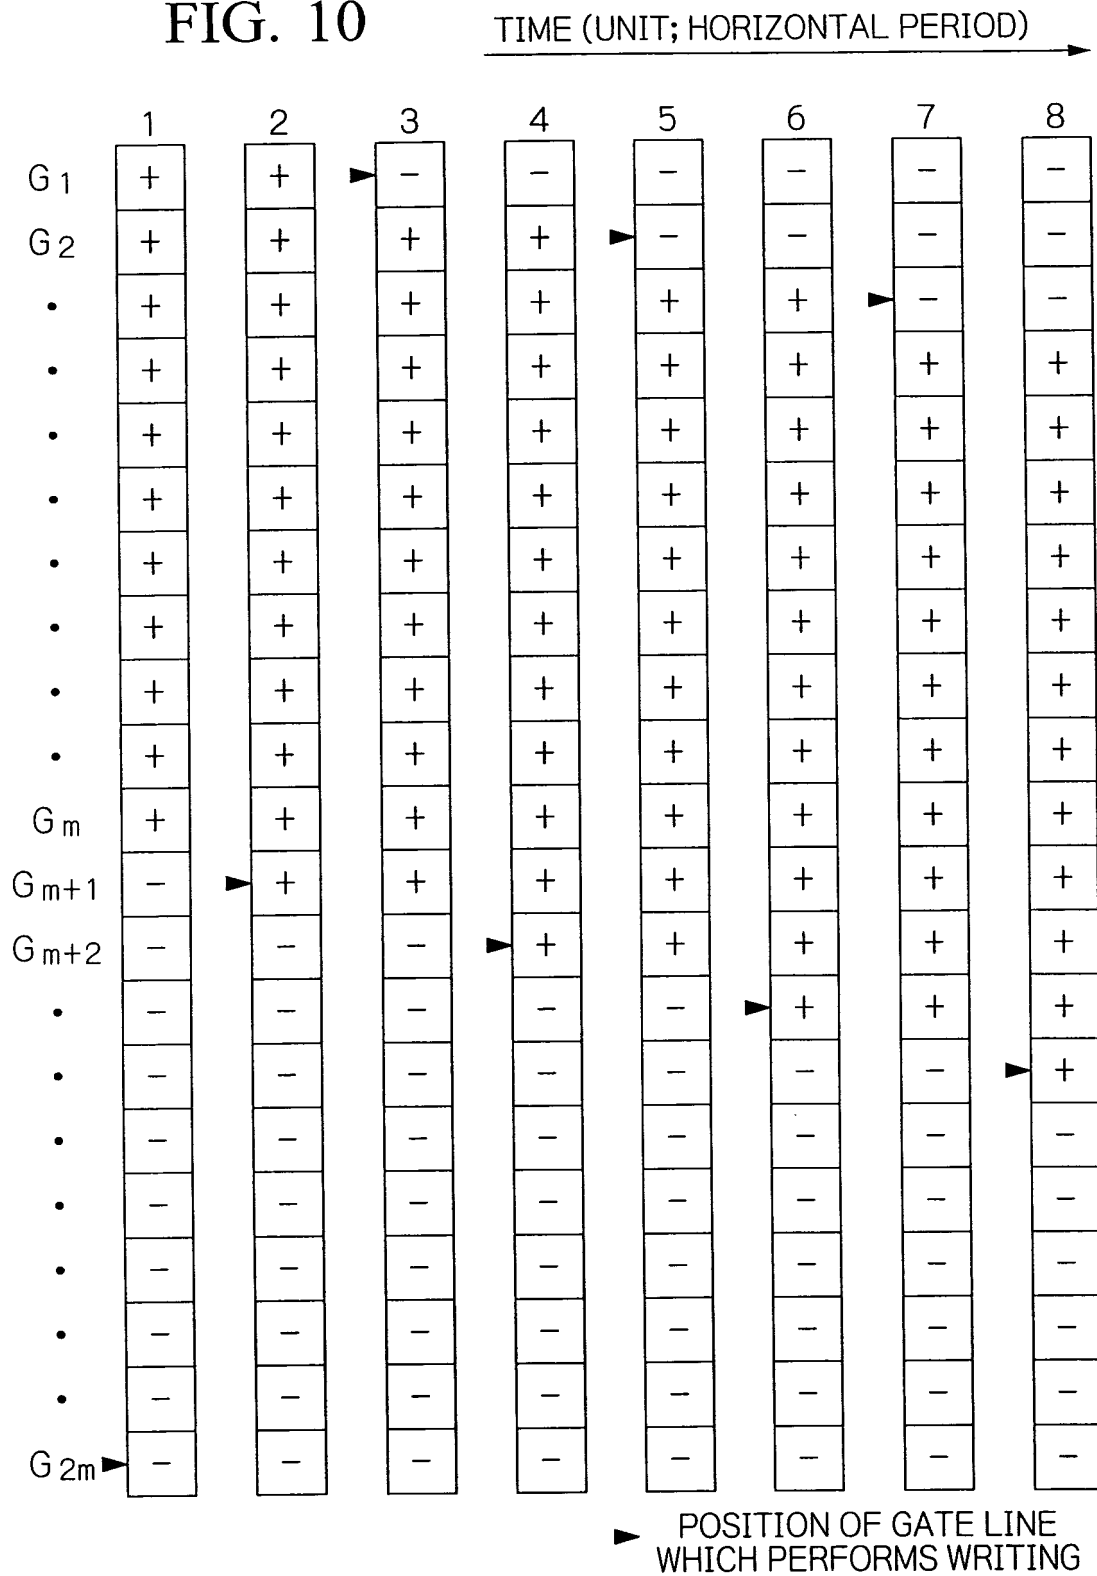 FIG. 10
TIME (UNIT; HORIZONTAL PERIOD)
1 2 3 4 5 6 7 8
G1 + + ► − − − − − −
G2 + + + + ► − − − −
• + + + + + + ► − −
• + + + + + + + +
• + + + + + + + +
• + + + + + + + +
• + + + + + + + +
• + + + + + + + +
• + + + + + + + +
• + + + + + + + +
Gm + + + + + + + +
Gm+1 − ► + + + + + + +
Gm+2 − − − ► + + + + +
• − − − − − ► + + +
• − − − − − − − ► +
• − − − − − − − −
• − − − − − − − −
• − − − − − − − −
• − − − − − − − −
• − − − − − − − −
G2m ► − − − − − − − −
► POSITION OF GATE LINE
WHICH PERFORMS WRITING